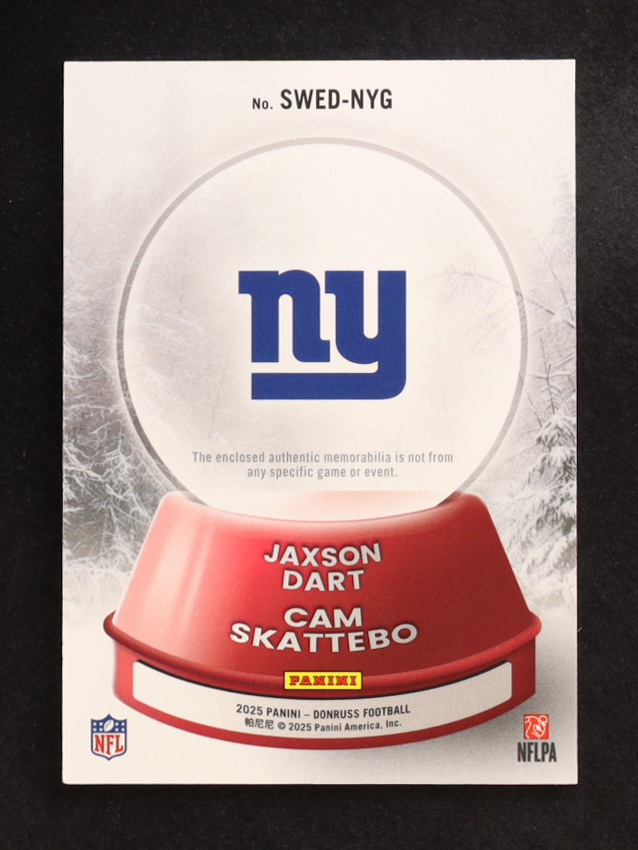 No. SWED-NYG
ny
The enclosed authentic memorabilia is not from
any specific game or event.
JAXSON
DART
CAM
SKATTEBO
PANINI
2025 PANINI – DONRUSS FOOTBALL
帕尼尼 © 2025 Panini America, Inc.
NFL
NFLPA